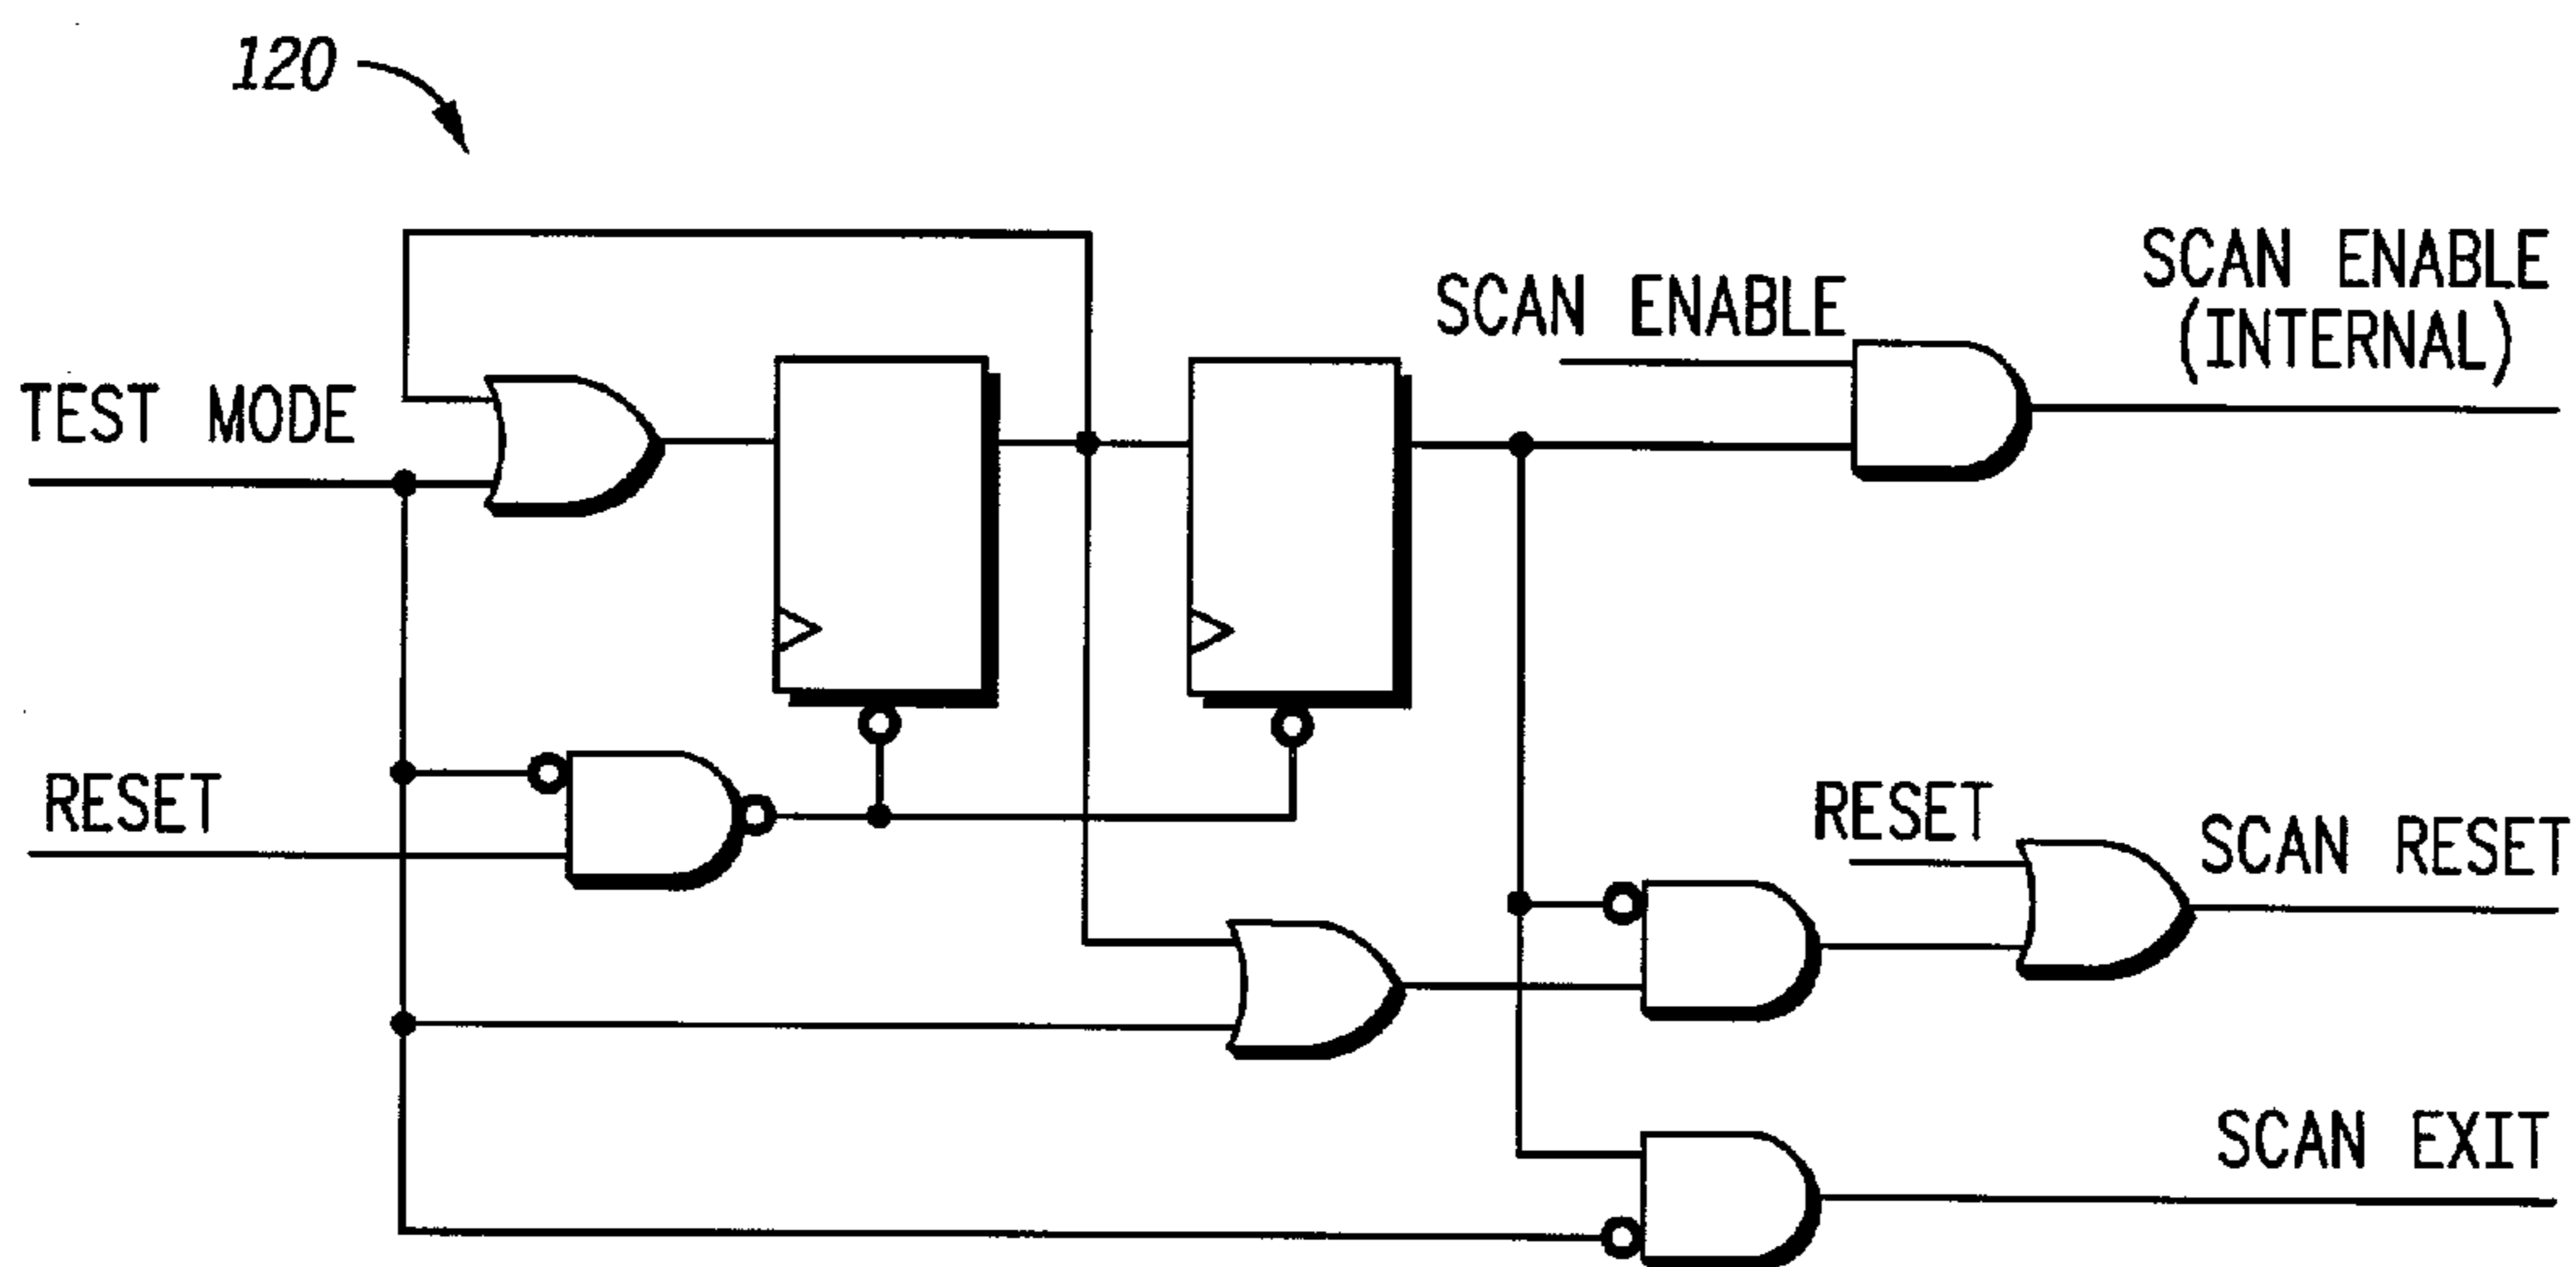 120
SCAN ENABLE
(INTERNAL)
SCAN ENABLE
TEST MODE
RESET
RESET
SCAN RESET
SCAN EXIT